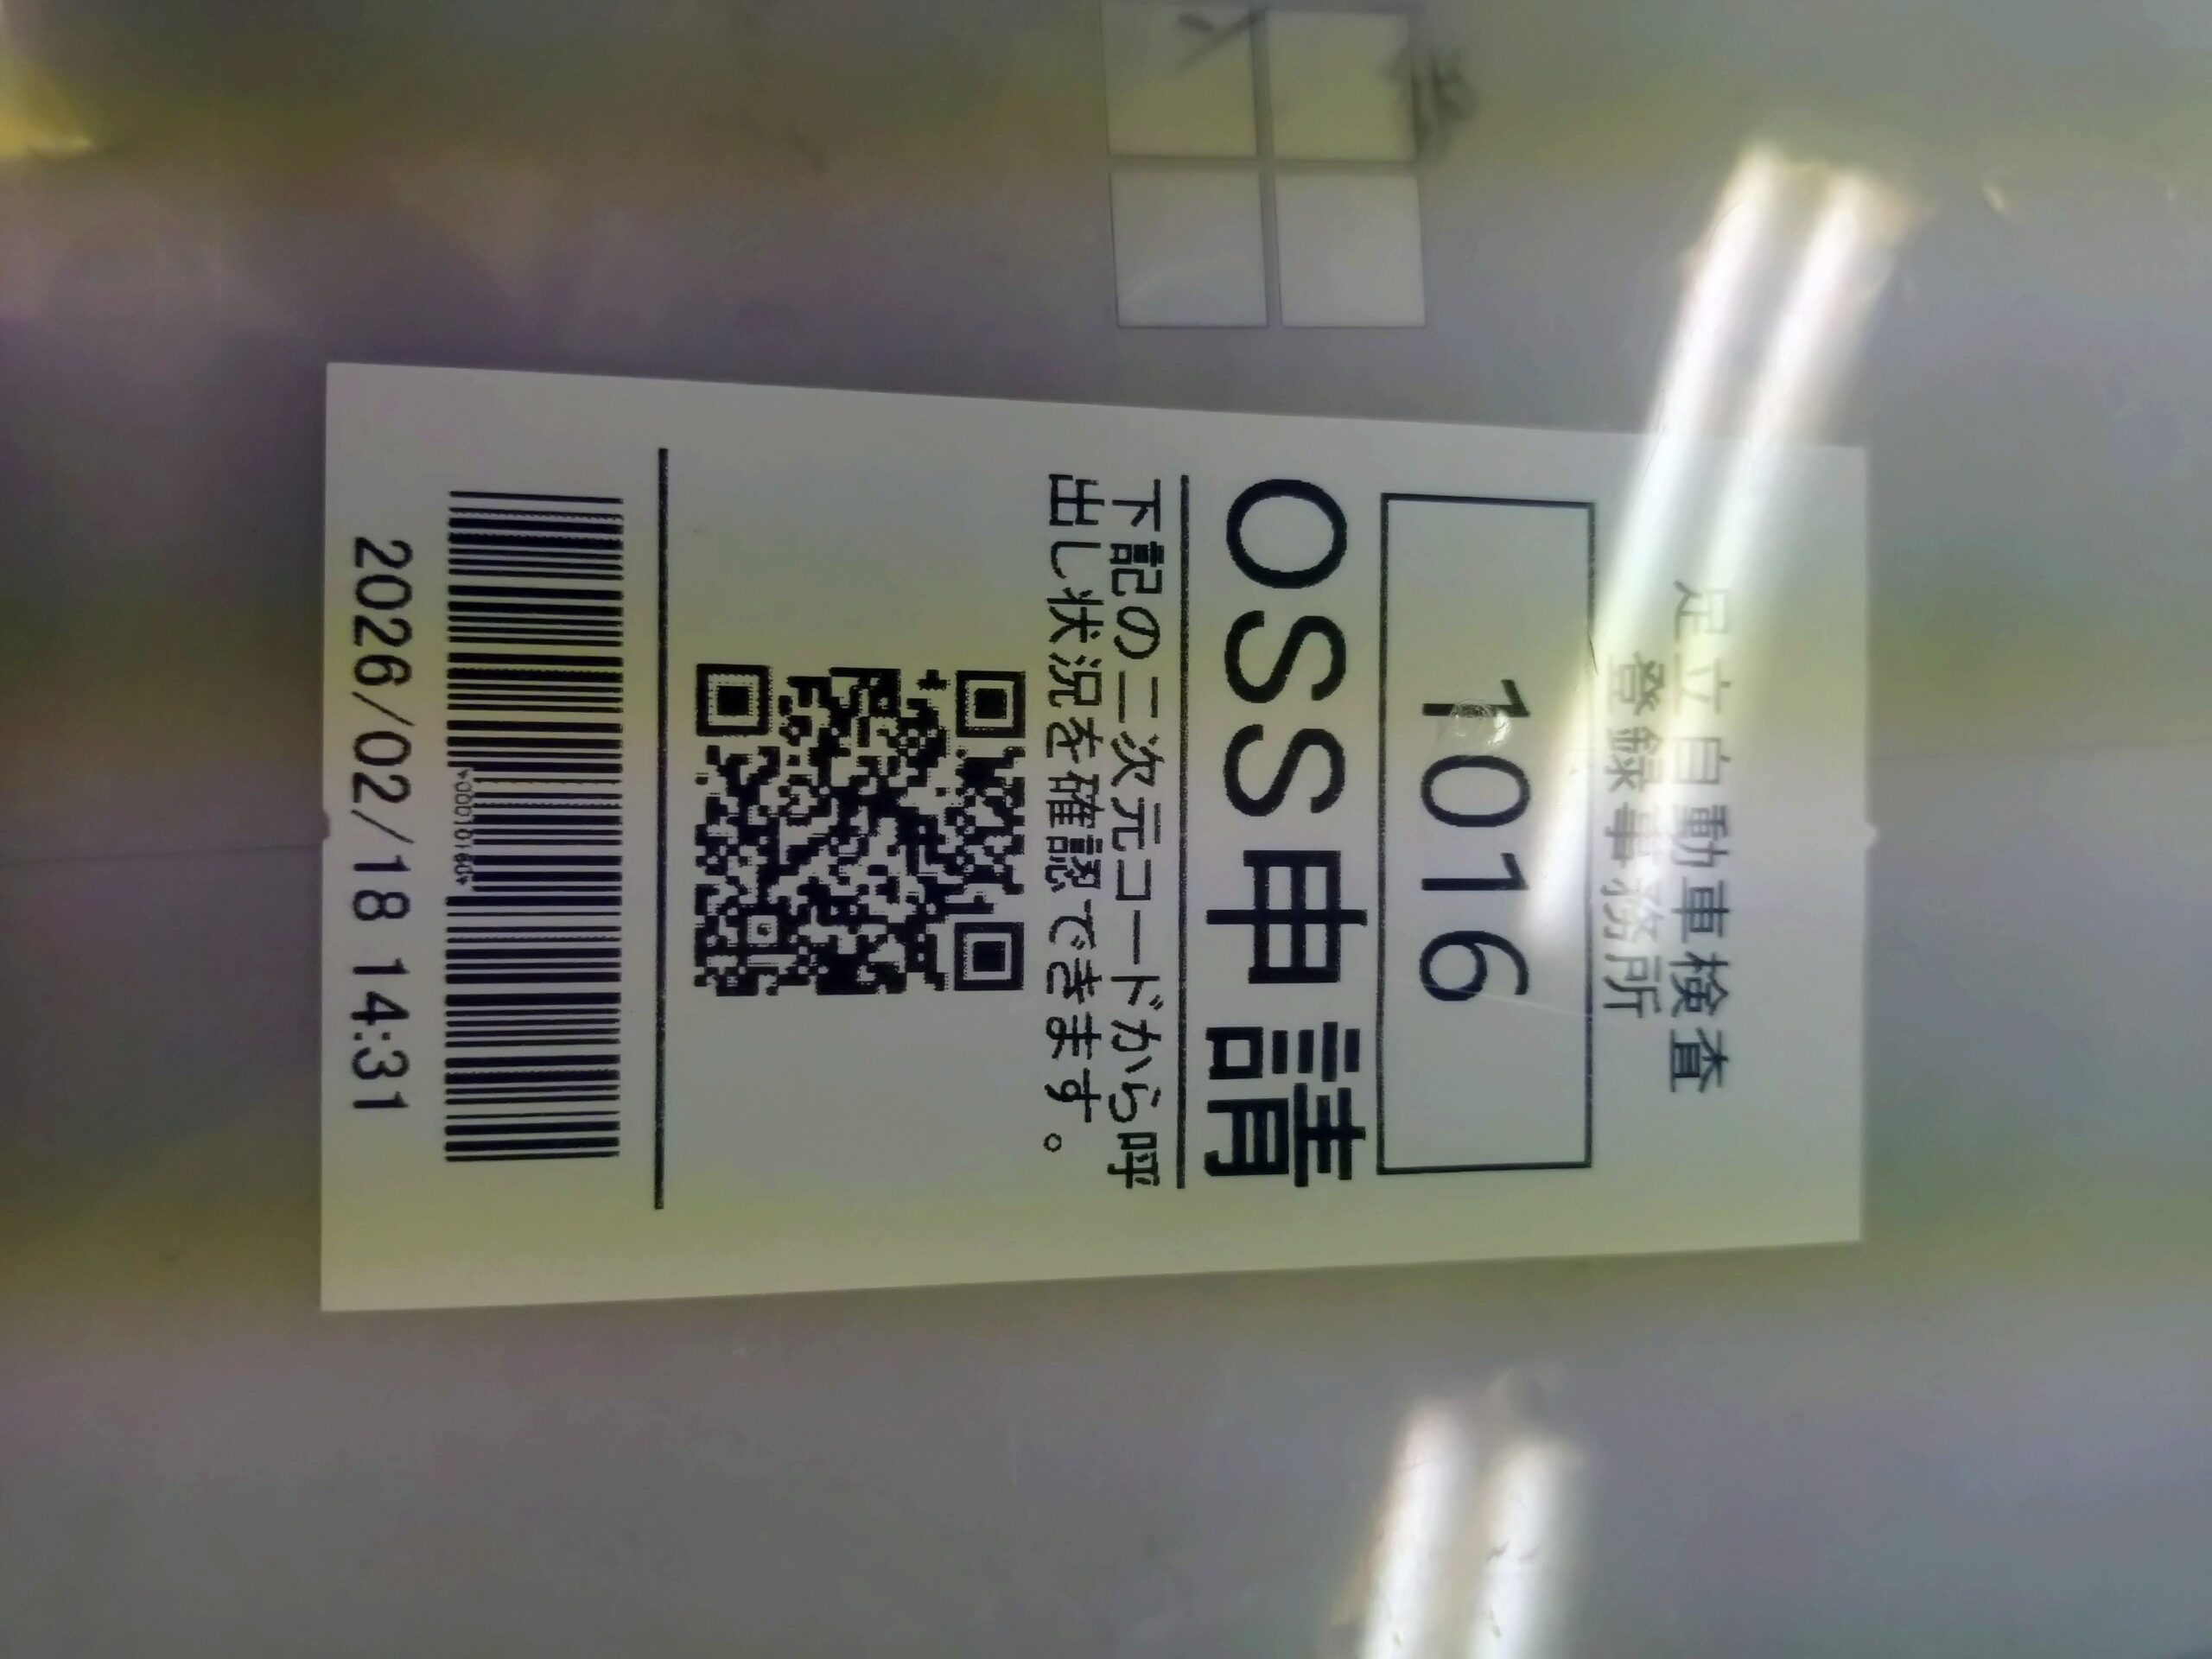 足立自動車検査
登録事務所
1016
OSS申請
下記の二次元コードから呼
出し状況を確認できます。
*000101160*
2026/02/18 14:31